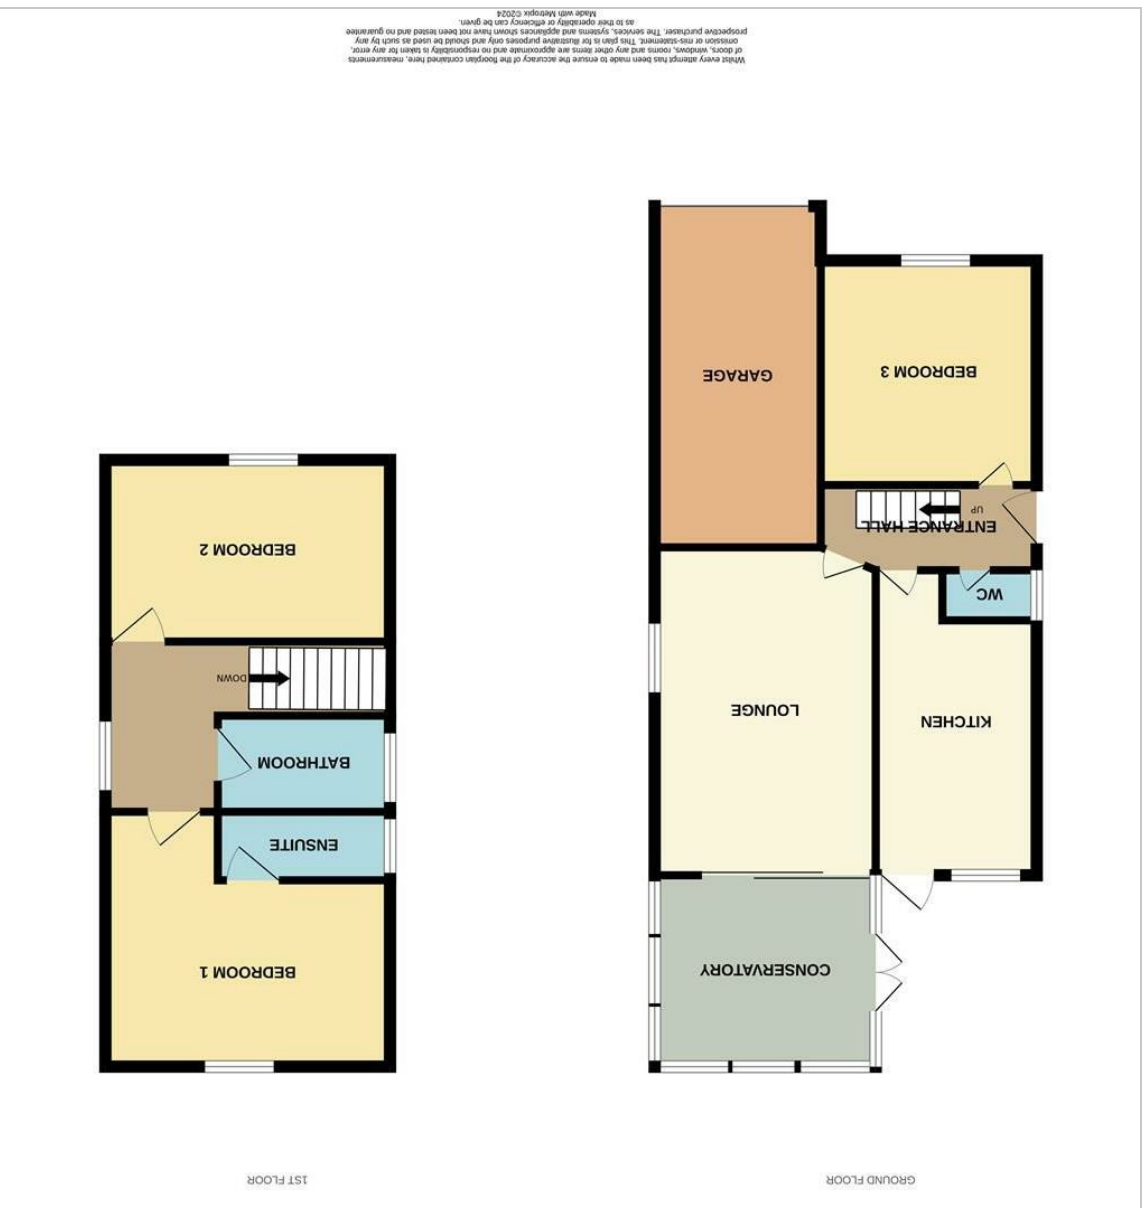 GROUND FLOOR
1ST FLOOR
CONSERVATORY
KITCHEN
LOUNGE
WC
ENTRANCE HALL
UP
BEDROOM 3
GARAGE
BEDROOM 1
ENSUITE
BATHROOM
DOWN
BEDROOM 2
Whilst every attempt has been made to ensure the accuracy of the floorplan contained here, measurements
of doors, windows, rooms and any other items are approximate and no responsibility is taken for any error,
omission or mis-statement. This plan is for illustrative purposes only and should be used as such by any
prospective purchaser. The services, systems and appliances shown have not been tested and no guarantee
as to their operability or efficiency can be given.
Made with Metropix ©2024